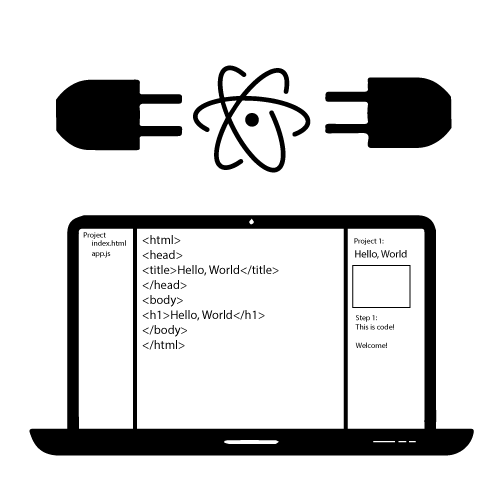 Project
index.html
app.js
<html>
<head>
<title>Hello, World</title>
</head>
<body>
<h1>Hello, World</h1>
</body>
</html>
Project 1:
Hello, World
Step 1:
This is code!
Welcome!